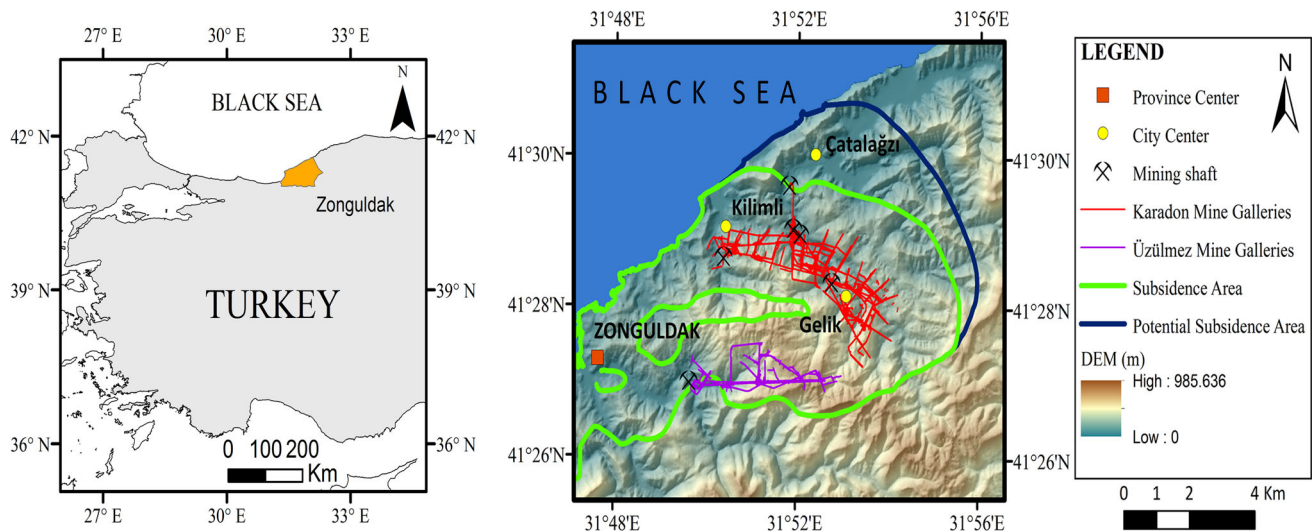 27° E 30° E 33° E
N
BLACK SEA
42° N 42° N
Zonguldak
39° N 39° N
TURKEY
36° N 36° N
0 100 200
Km
27° E 30° E 33° E
31°48'E 31°52'E 31°56'E
BLACK SEA
Çatalağzı
41°30'N 41°30'N
Kilimli
41°28'N 41°28'N
Gelik
ZONGULDAK
41°26'N 41°26'N
31°48'E 31°52'E 31°56'E
LEGEND
N
Province Center
City Center
Mining shaft
Karadon Mine Galleries
Üzülmez Mine Galleries
Subsidence Area
Potential Subsidence Area
DEM (m)
High : 985.636
Low : 0
0 1 2 4 Km